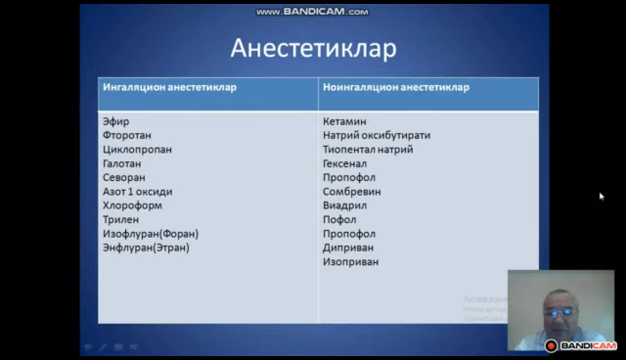 www.BANDICAM.com
Анестетиклар
Ингаляцион анестетиклар
Эфир
Фторотан
Циклопропан
Галотан
Севоран
Азот 1 оксиди
Хлороформ
Трилен
Изофлуран(Форан)
Энфлуран(Этран)
Ноингаляцион анестетиклар
Кетамин
Натрий оксибутирати
Тиопентал натрий
Гексенал
Пропофол
Сомбревин
Виадрил
Пофол
Пропофол
Диприван
Изоприван
BANDICAM